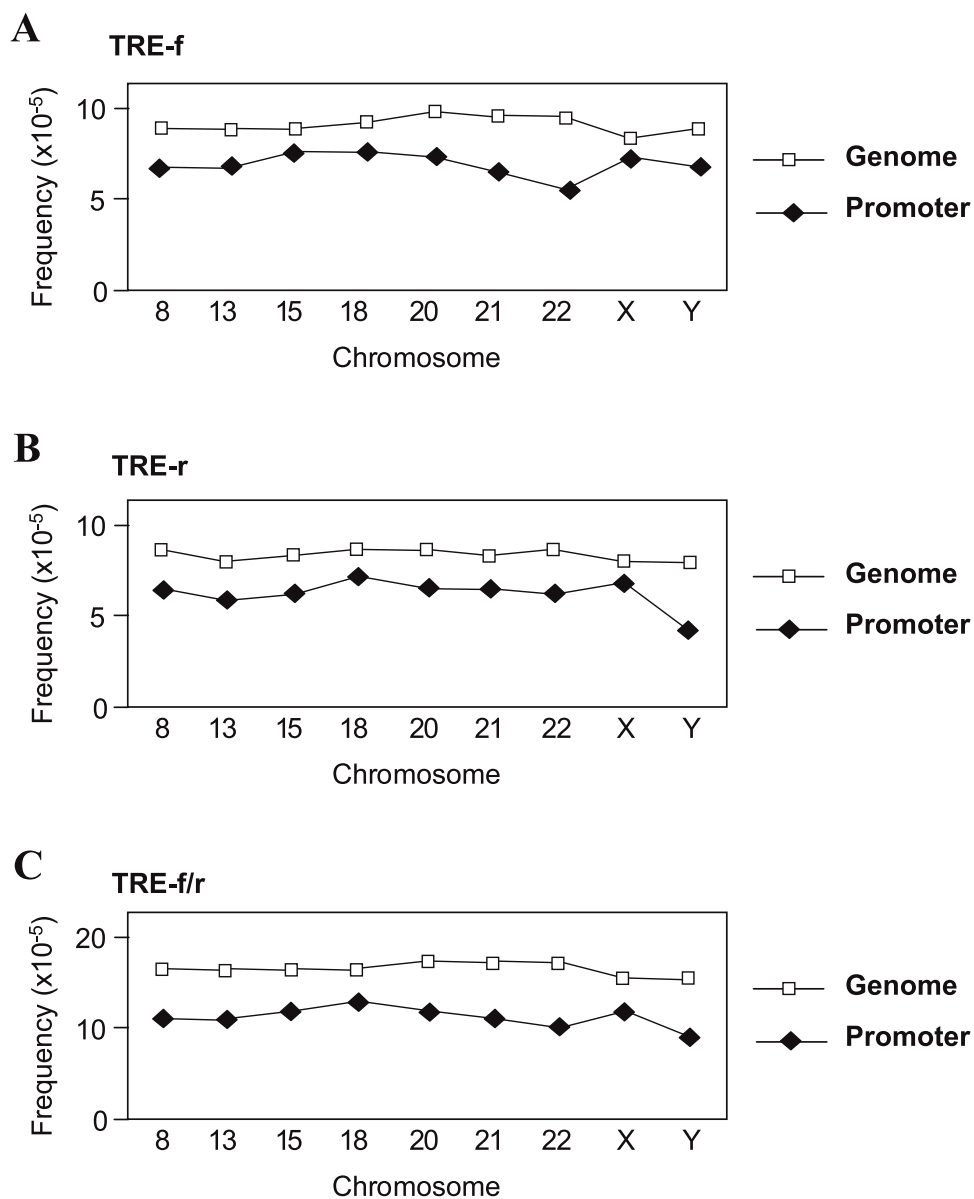 A
TRE-f
Frequency (x10-5)
10
5
0
8 13 15 18 20 21 22 X Y
Chromosome
Genome
Promoter
B
TRE-r
Frequency (x10-5)
10
5
0
8 13 15 18 20 21 22 X Y
Chromosome
Genome
Promoter
C
TRE-f/r
Frequency (x10-5)
20
10
0
8 13 15 18 20 21 22 X Y
Chromosome
Genome
Promoter